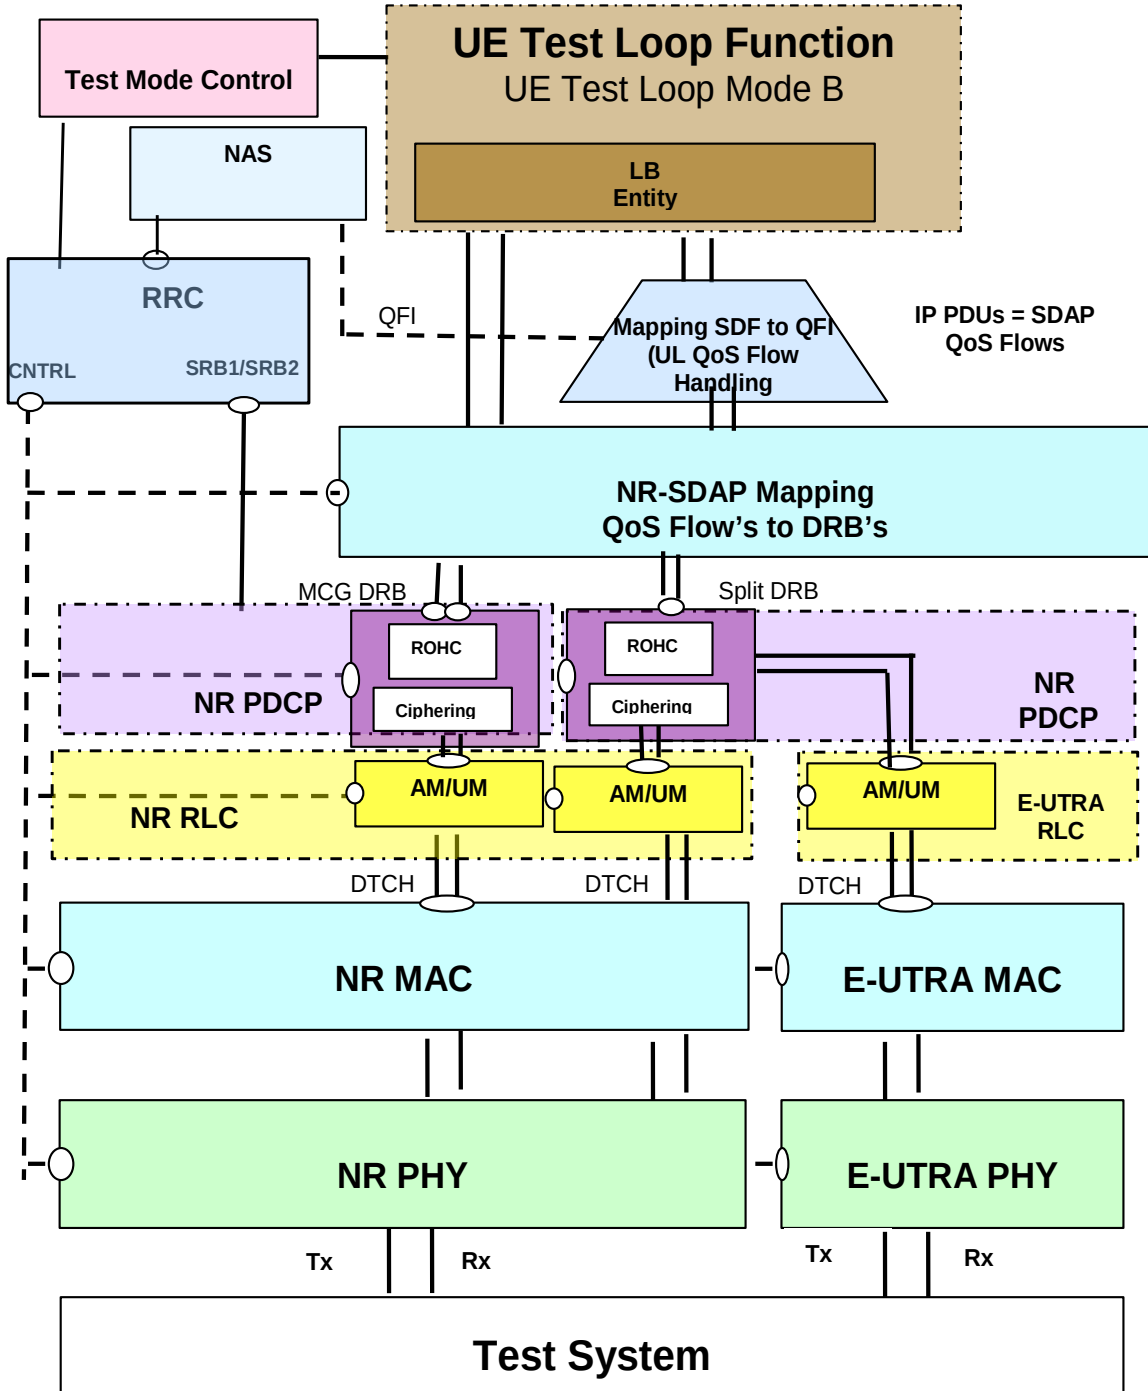 UE Test Loop Function
UE Test Loop Mode B
Test Mode Control
NAS
LB
Entity
RRC
QFI
Mapping SDF to QFI
(UL QoS Flow
Handling
IP PDUs = SDAP
QoS Flows
CNTRL
SRB1/SRB2
NR-SDAP Mapping
QoS Flow's to DRB's
MCG DRB
Split DRB
ROHC
ROHC
NR PDCP
Ciphering
Ciphering
NR
PDCP
NR RLC
AM/UM
AM/UM
AM/UM
E-UTRA
RLC
DTCH
DTCH
DTCH
NR MAC
E-UTRA MAC
NR PHY
E-UTRA PHY
Tx
Rx
Tx
Rx
Test System